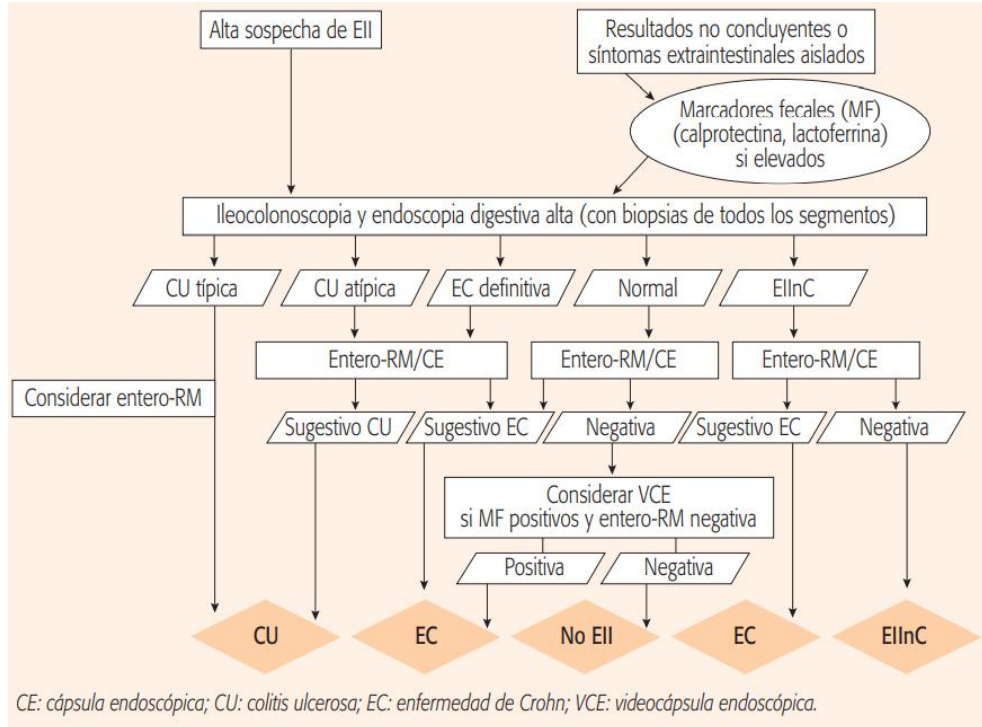 Alta sospecha de EII
Resultados no concluyentes o
síntomas extraintestinales aislados
Marcadores fecales (MF)
(calprotectina, lactoferrina)
si elevados
Ileocolonoscopia y endoscopia digestiva alta (con biopsias de todos los segmentos)
CU típica
CU atípica
EC definitiva
Normal
EIInC
Entero-RM/CE
Entero-RM/CE
Entero-RM/CE
Considerar entero-RM
Sugestivo CU
Sugestivo EC
Negativa
Sugestivo EC
Negativa
Considerar VCE
si MF positivos y entero-RM negativa
Positiva
Negativa
CU
EC
No EII
EC
EIInC
CE: cápsula endoscópica; CU: colitis ulcerosa; EC: enfermedad de Crohn; VCE: videocápsula endoscópica.